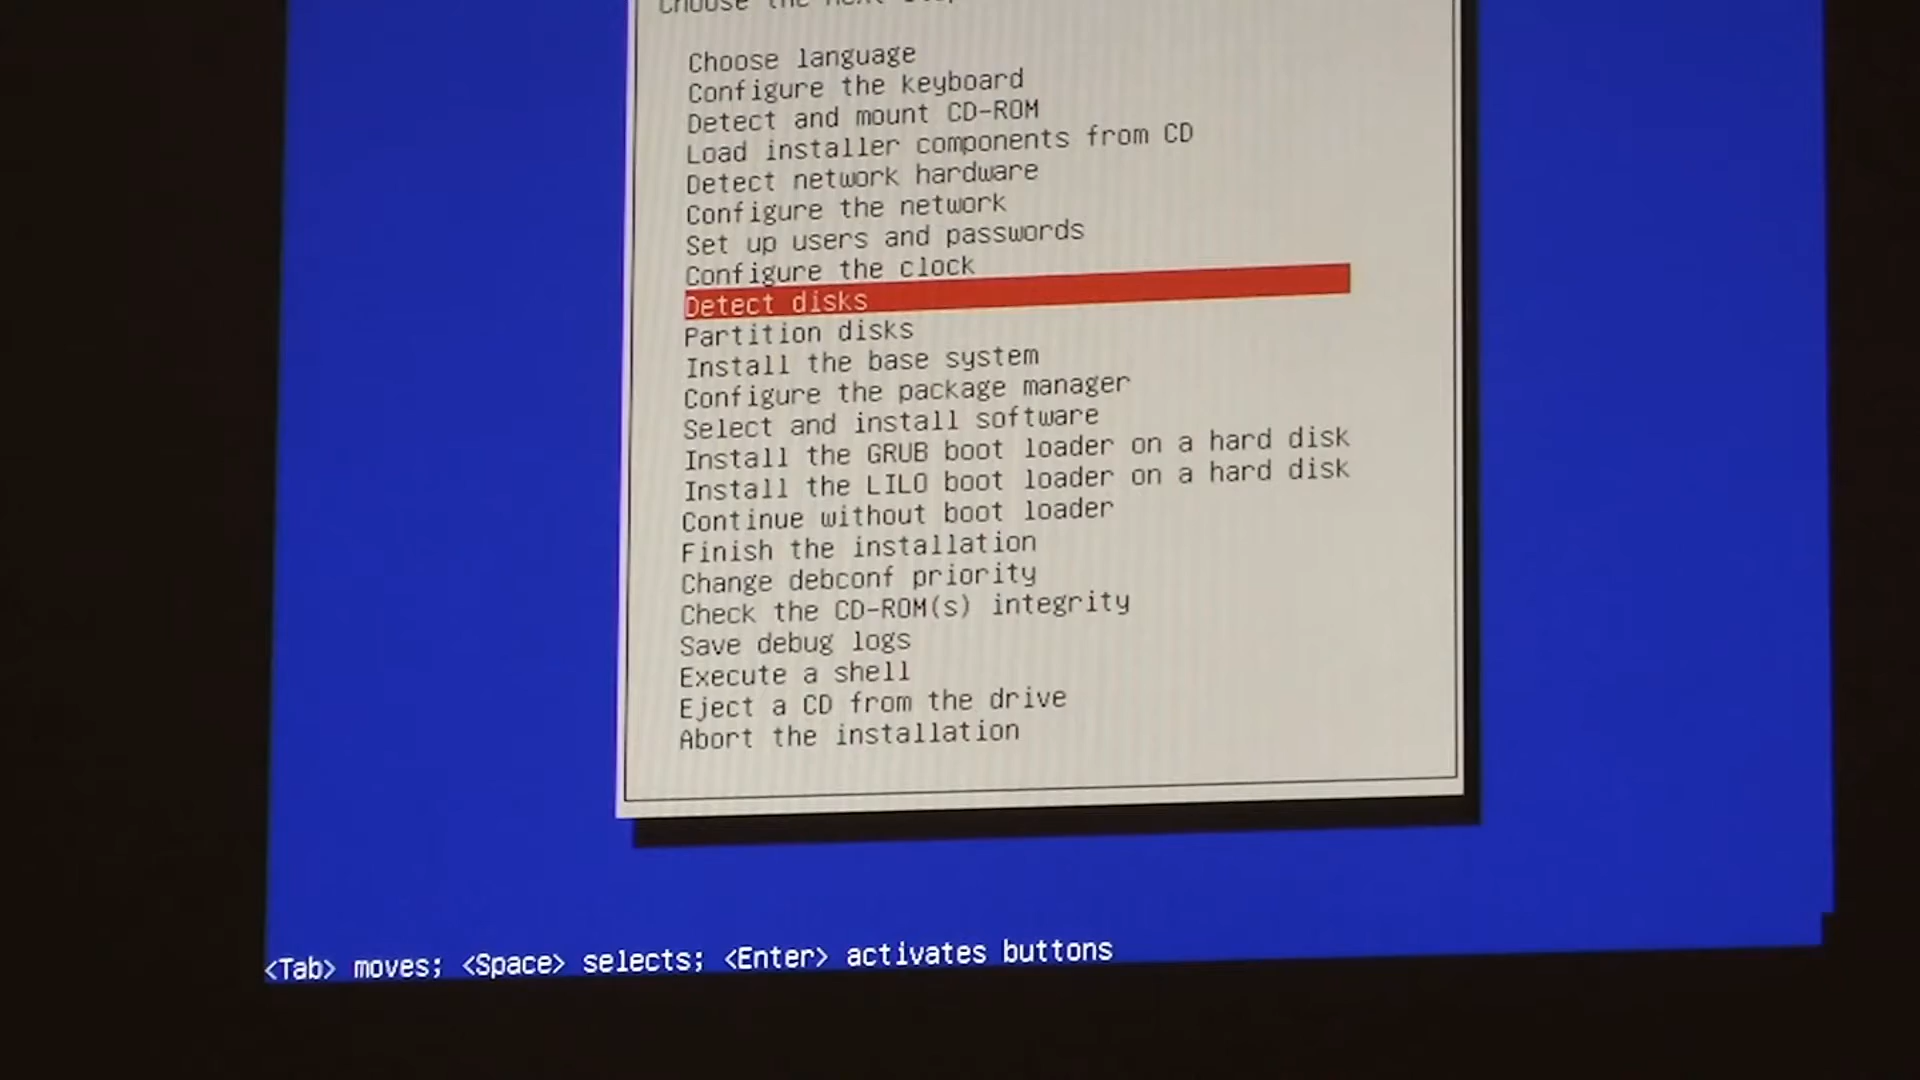 Choose the next step
Choose language
Configure the keyboard
Detect and mount CD-ROM
Load installer components from CD
Detect network hardware
Configure the network
Set up users and passwords
Configure the clock
Detect disks
Partition disks
Install the base system
Configure the package manager
Select and install software
Install the GRUB boot loader on a hard disk
Install the LILO boot loader on a hard disk
Continue without boot loader
Finish the installation
Change debconf priority
Check the CD-ROM(s) integrity
Save debug logs
Execute a shell
Eject a CD from the drive
Abort the installation
<Tab> moves; <Space> selects; <Enter> activates buttons